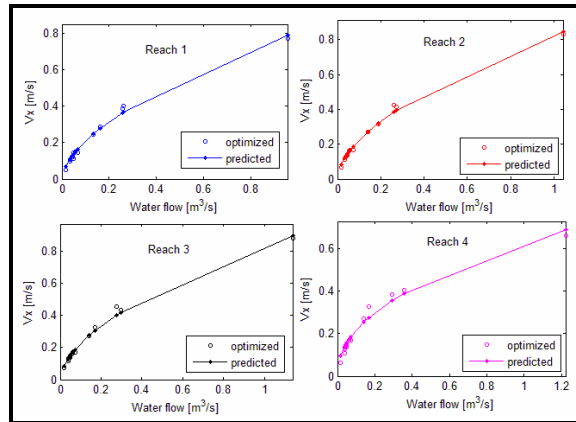 Reach 1
0.8
0.6
0.4
0.2
0
Vx [m/s]
optimized
predicted
0 0.2 0.4 0.6 0.8
Water flow [m³/s]
Reach 2
0.8
0.6
0.4
0.2
0
Vx [m/s]
optimized
predicted
0 0.2 0.4 0.6 0.8 1
Water flow [m³/s]
Reach 3
0.8
0.6
0.4
0.2
0
Vx [m/s]
optimized
predicted
0 0.2 0.4 0.6 0.8 1
Water flow [m³/s]
Reach 4
0.6
0.4
0.2
0
Vx [m/s]
optimized
predicted
0 0.2 0.4 0.6 0.8 1 1.2
Water flow [m³/s]